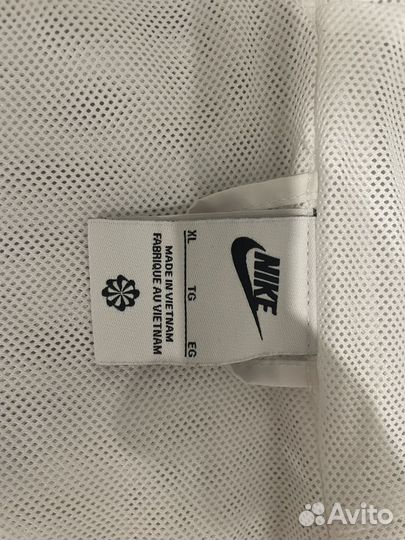 NIKE
XL TG EG
MADE IN VIETNAM
FABRIQUE AU VIETNAM
Avito